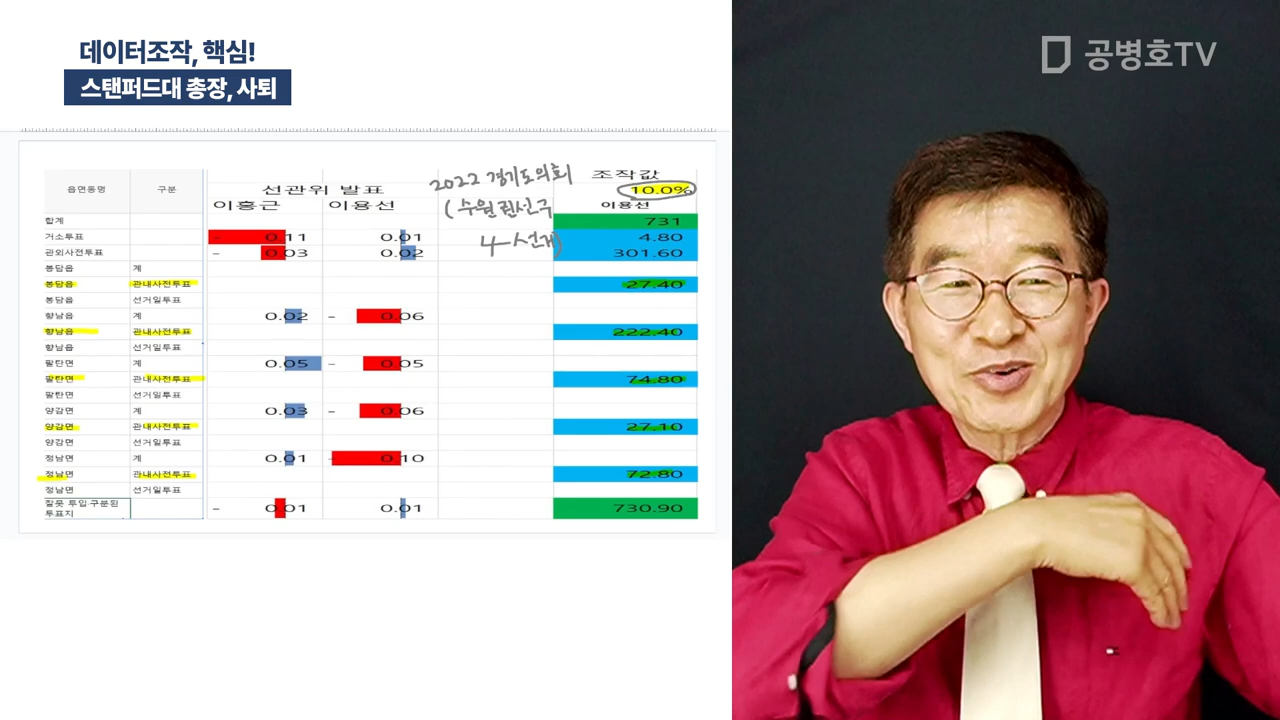 데이터조작, 핵심!
스탠퍼드대 총장, 사퇴
공병호TV
읍면동명 구분 선관위 발표 조작값
10.0%
이홍근 이용선 이용선
2022 경기도의회
(수원권선구
4-선거)
합계 731
거소투표 - 0.11 0.01 4.80
관외사전투표 - 0.03 0.02 301.60
봉담읍 계
봉담읍 관내사전투표 27.40
봉담읍 선거일투표
향남읍 계 0.02 - 0.06
향남읍 관내사전투표 222.40
향남읍 선거일투표
팔탄면 계 0.05 - 0.05
팔탄면 관내사전투표 74.80
팔탄면 선거일투표
양감면 계 0.03 - 0.06
양감면 관내사전투표 27.10
양감면 선거일투표
정남면 계 0.01 - 0.10
정남면 관내사전투표 72.80
정남면 선거일투표
잘못 투입·구분된
투표지 - 0.01 0.01 730.90